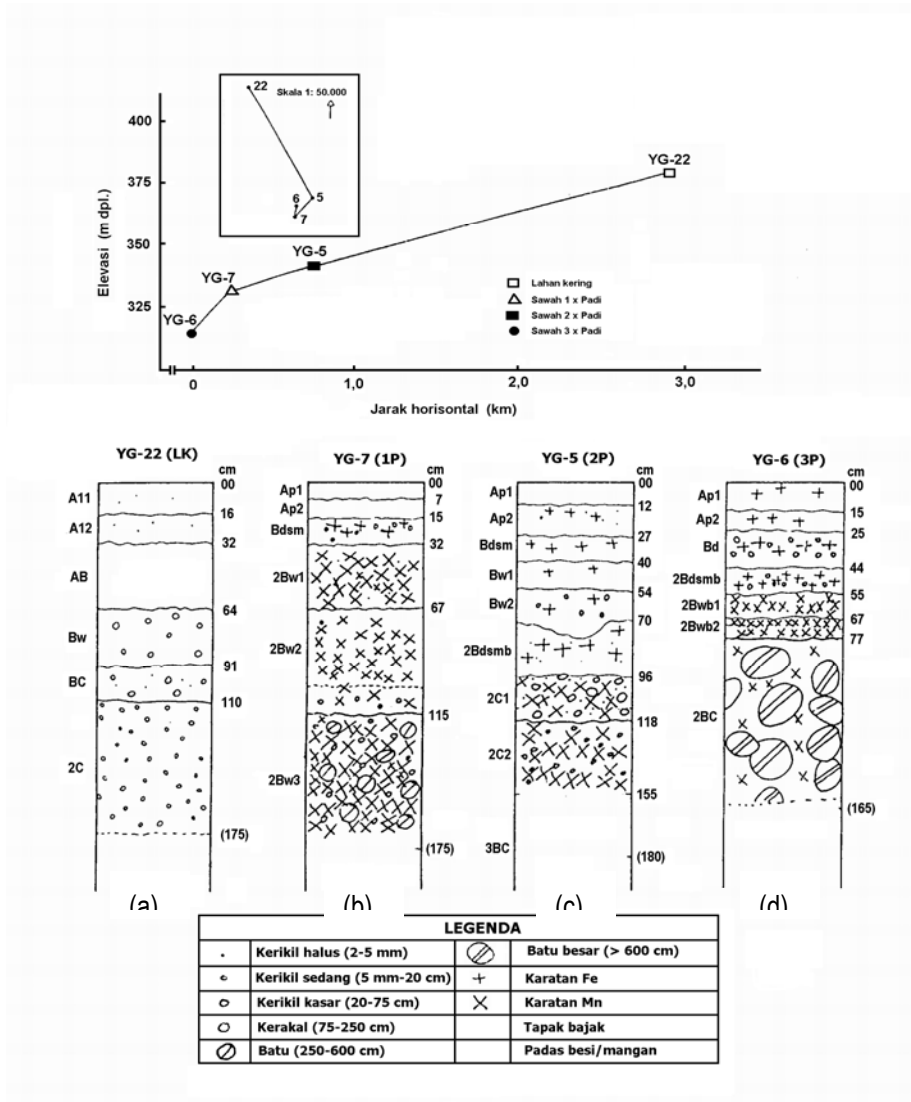 22
Skala 1: 50.000
6
5
7
Elevasi (m dpl.)
400
375
350
325
YG-22
YG-5
YG-7
YG-6
Lahan kering
Sawah 1 x Padi
Sawah 2 x Padi
Sawah 3 x Padi
0
1,0
2,0
3,0
Jarak horisontal (km)
YG-22 (LK)
cm
00
A11
16
A12
32
AB
64
Bw
91
BC
110
2C
(175)
(a)
YG-7 (1P)
cm
00
Ap1
7
Ap2
15
Bdsm
32
2Bw1
67
2Bw2
115
2Bw3
(175)
(b)
YG-5 (2P)
cm
00
Ap1
12
Ap2
27
Bdsm
40
Bw1
54
Bw2
70
2Bdsmb
96
2C1
118
2C2
155
3BC
(180)
(c)
YG-6 (3P)
cm
00
Ap1
15
Ap2
25
Bd
44
2Bdsmb
55
2Bwb1
67
2Bwb2
77
2BC
(165)
(d)
LEGENDA
Kerikil halus (2-5 mm)
Batu besar (> 600 cm)
Kerikil sedang (5 mm-20 cm)
Karatan Fe
Kerikil kasar (20-75 cm)
Karatan Mn
Kerakal (75-250 cm)
Tapak bajak
Batu (250-600 cm)
Padas besi/mangan